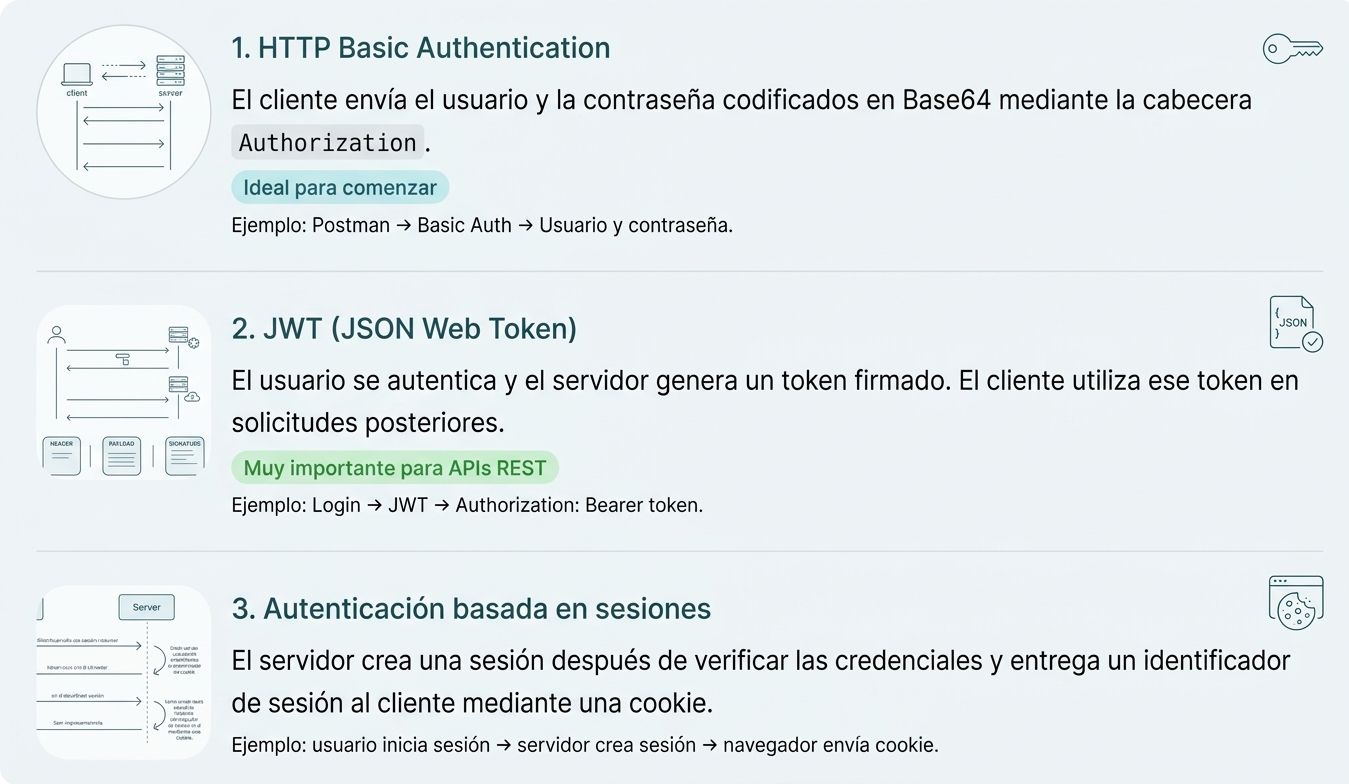 1. HTTP Basic Authentication
client
server
El cliente envía el usuario y la contraseña codificados en Base64 mediante la cabecera
Authorization.
Ideal para comenzar
Ejemplo: Postman → Basic Auth → Usuario y contraseña.
2. JWT (JSON Web Token)
{ JSON }
El usuario se autentica y el servidor genera un token firmado. El cliente utiliza ese token en
solicitudes posteriores.
HEADER
PAYLOAD
Muy importante para APIs REST
Ejemplo: Login → JWT → Authorization: Bearer token.
Server
3. Autenticación basada en sesiones
El servidor crea una sesión después de verificar las credenciales y entrega un identificador
de sesión al cliente mediante una cookie.
Ejemplo: usuario inicia sesión → servidor crea sesión → navegador envía cookie.